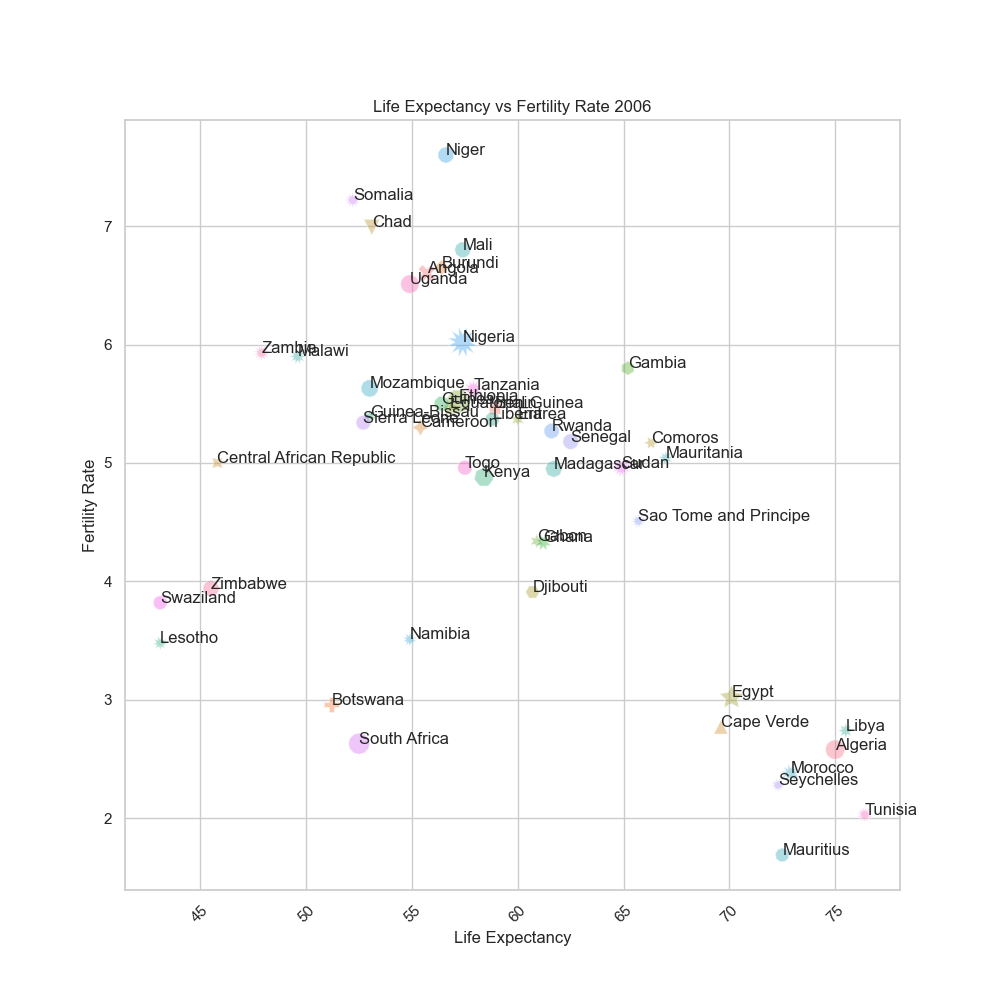 Life Expectancy vs Fertility Rate 2006
Niger
Somalia
Chad
7
Mali
Burundi
Angola
Uganda
Nigeria
6
Zambia
Malawi
Gambia
Mozambique
Tanzania
Ethiopia
Guinea-Bissau
Sierra Leone
Cameroon
Liberia
Eritrea
Rwanda
Senegal
Comoros
Mauritania
Central African Republic
5
Togo
Kenya
Madagascar
Sudan
Sao Tome and Principe
Gabon
Ghana
4
Zimbabwe
Djibouti
Swaziland
Lesotho
Namibia
3
Botswana
Egypt
Cape Verde
South Africa
Libya
Algeria
Morocco
Seychelles
2
Tunisia
Mauritius
Fertility Rate
45
50
55
60
65
70
75
Life Expectancy